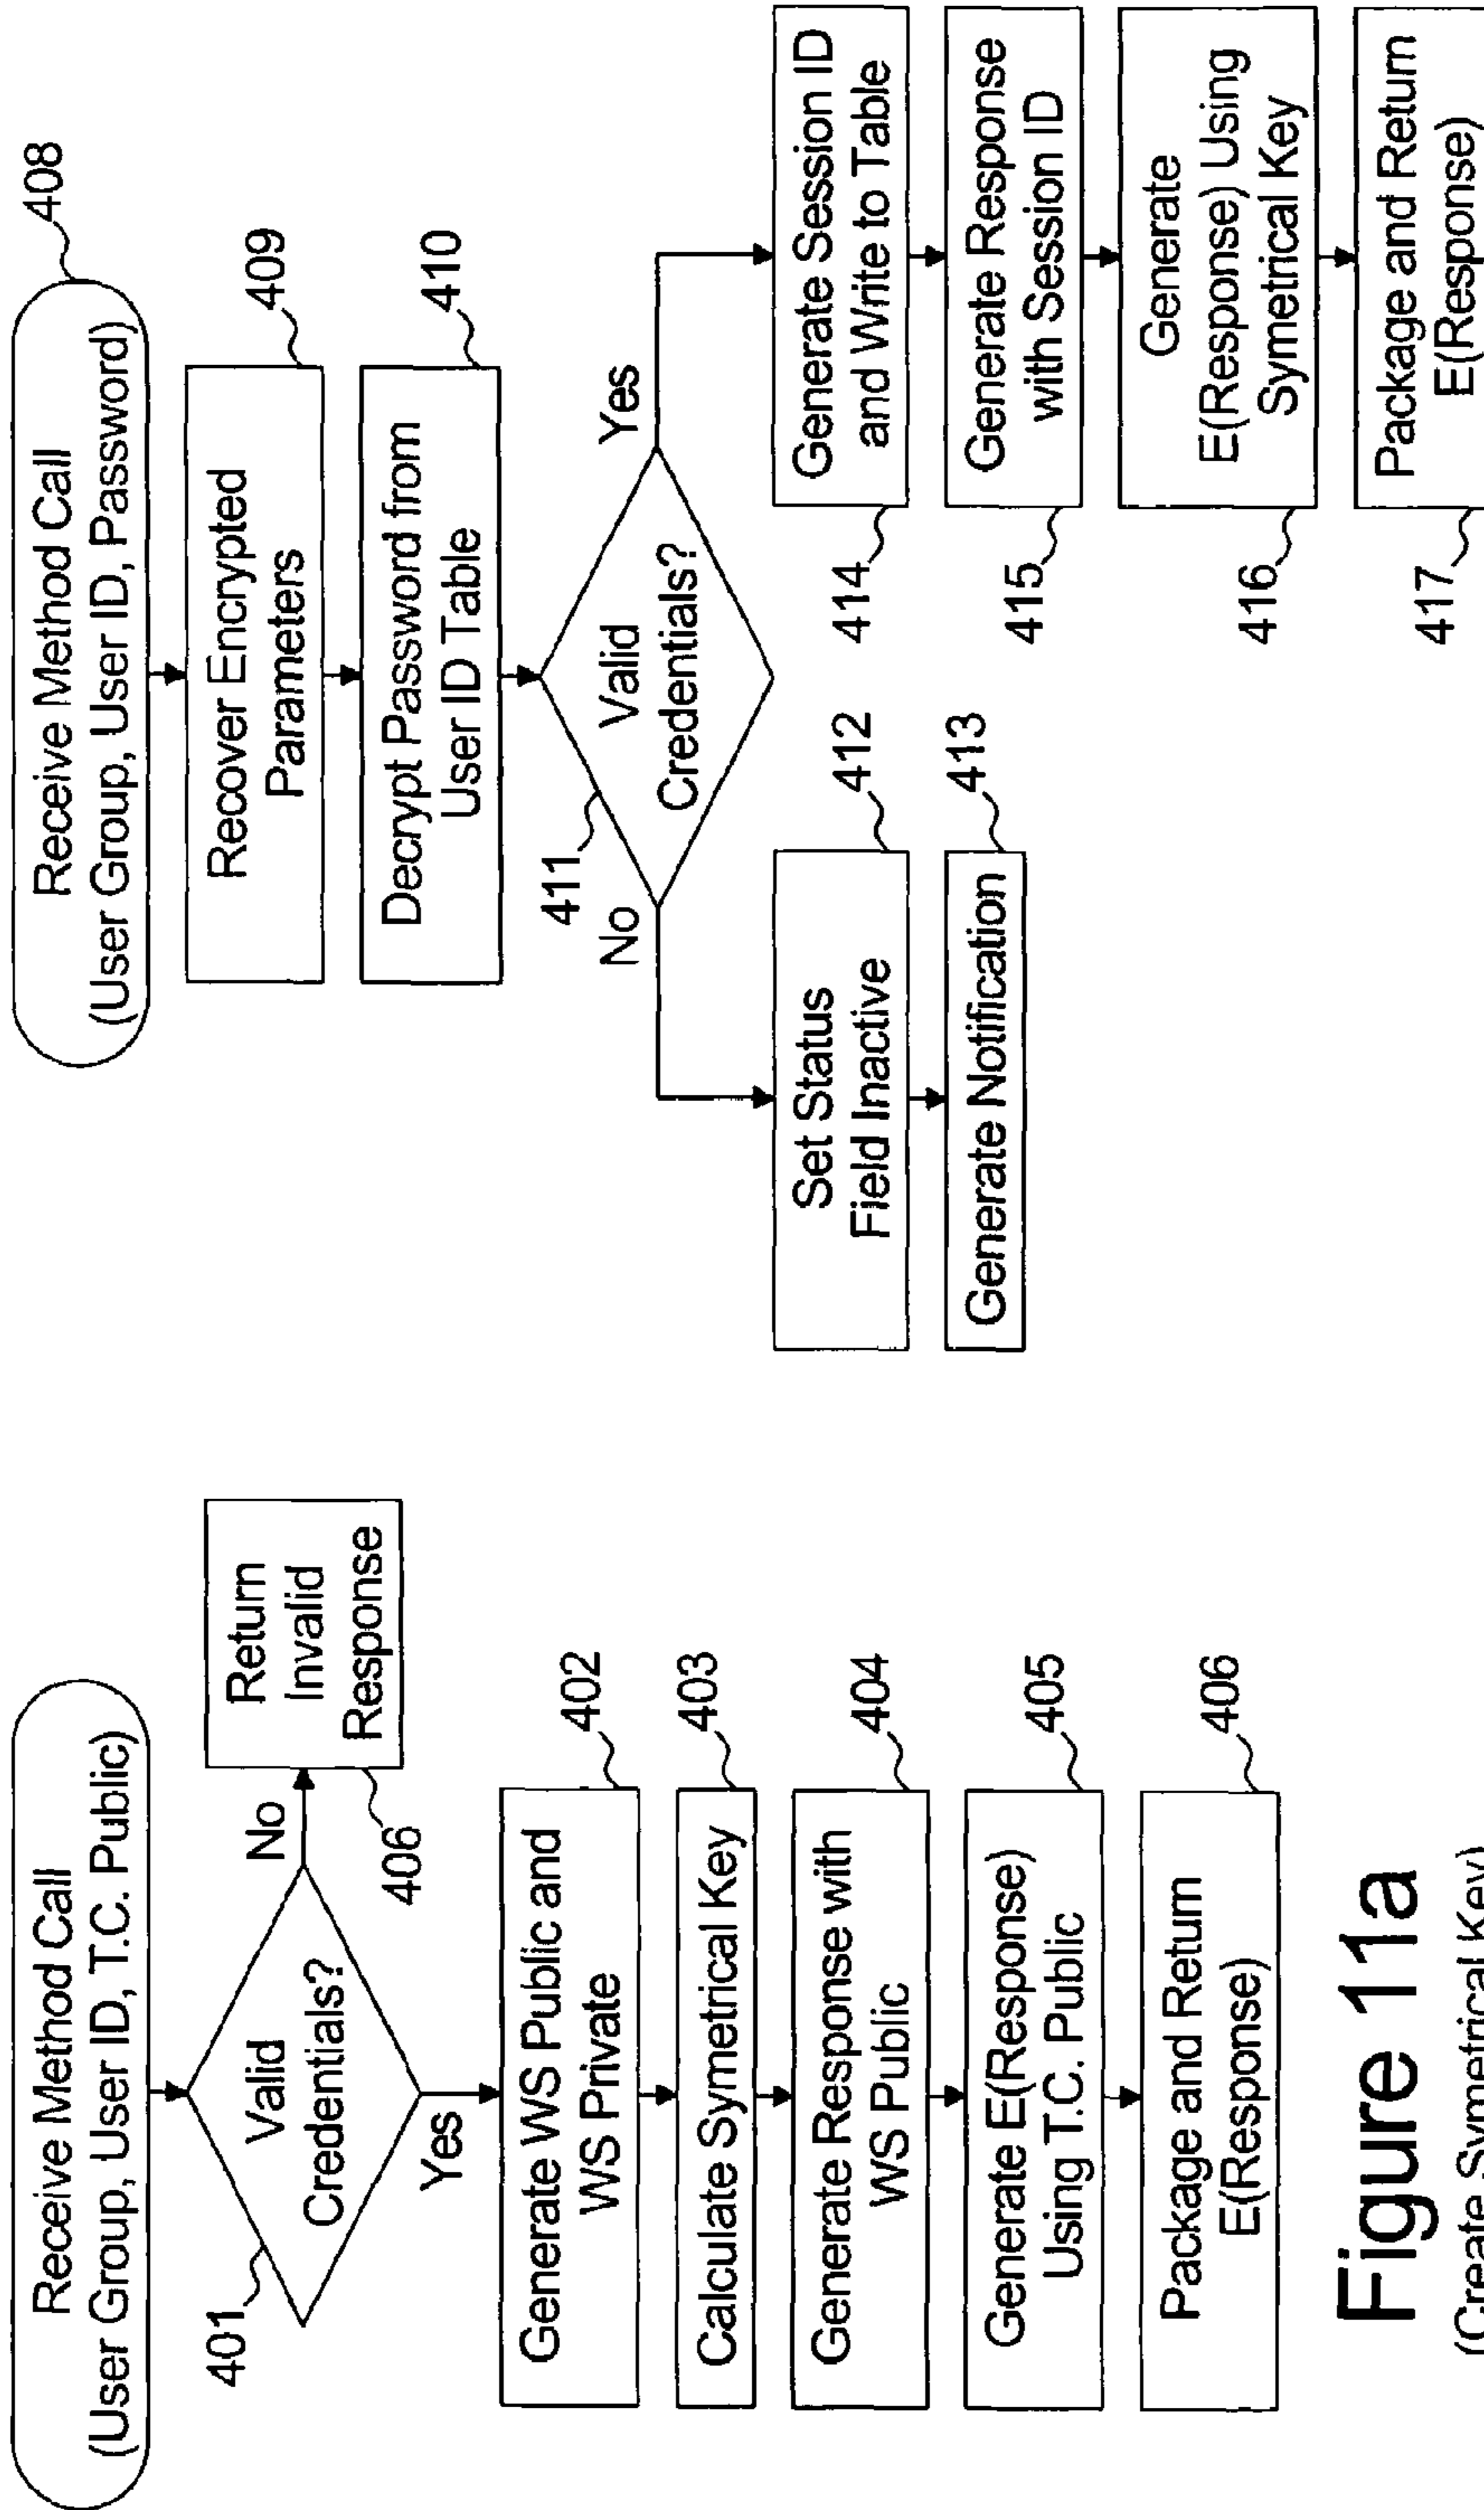 Receive Method Call
(User Group, User ID, T.C. Public)
401
Valid
Credentials?
No
Return
Invalid
Response
406
Yes
Generate WS Public and
WS Private
402
Calculate Symetrical Key
403
Generate Response with
WS Public
404
Generate E(Response)
Using T.C. Public
405
Package and Return
E(Response)
406
Figure 11a
(Create Symetrical Key)
Receive Method Call
(User Group, User ID, Password)
408
Recover Encrypted
Parameters
409
Decrypt Password from
User ID Table
410
411
Valid
Credentials?
No
Yes
Set Status
Field Inactive
412
Generate Notification
413
Generate Session ID
and Write to Table
414
Generate Response
with Session ID
415
Generate
E(Response) Using
Symetrical Key
416
Package and Return
E(Response)
417